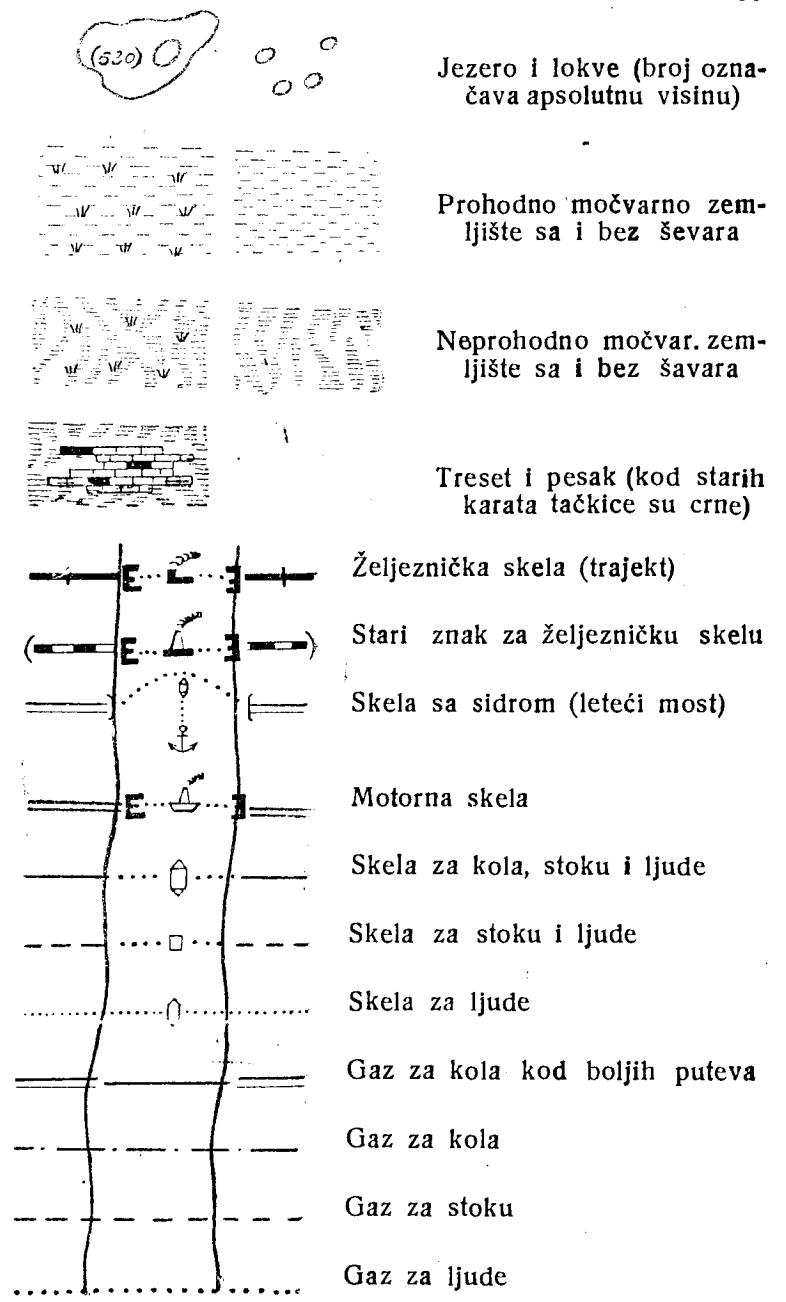 (520)
Jezero i lokve (broj ozna-
čava apsolutnu visinu)
Prohodno močvarno zem-
ljište sa i bez ševara
Neprohodno močvar. zem-
ljište sa i bez šavara
Treset i pesak (kod starih
karata tačkice su crne)
Željeznička skela (trajekt)
Stari znak za željezničku skelu
Skela sa sidrom (leteći most)
Motorna skela
Skela za kola, stoku i ljude
Skela za stoku i ljude
Skela za ljude
Gaz za kola kod boljih puteva
Gaz za kola
Gaz za stoku
Gaz za ljude